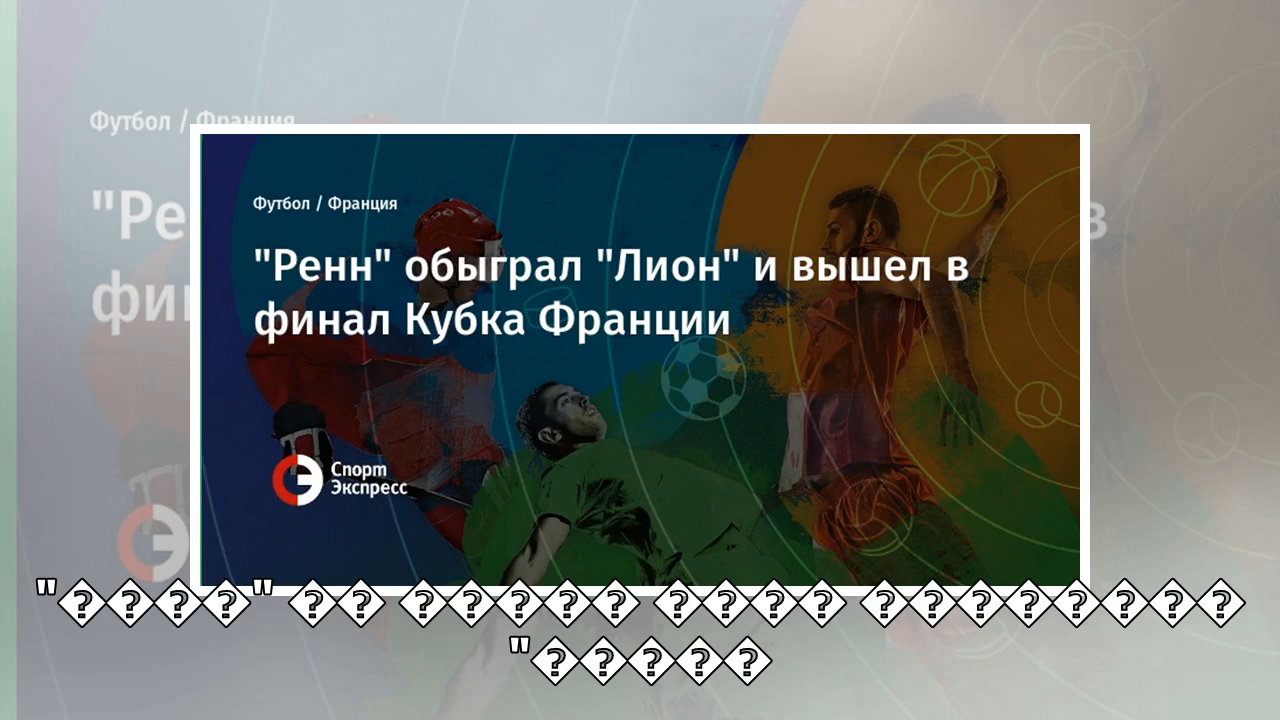 Футбол / Франция
"Ренн" обыграл "Лион" и вышел в
финал Кубка Франции
Спорт
Экспресс
"����" �� ������ ���� ���������
"�����